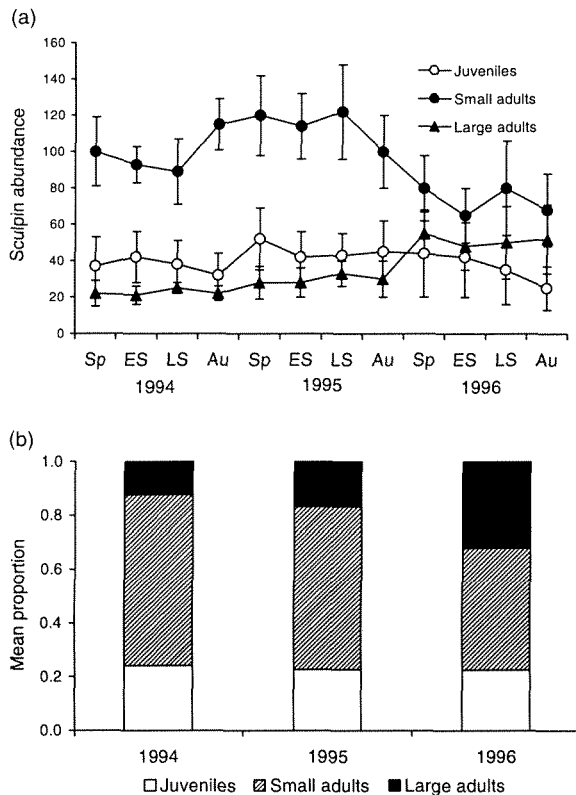 (a)
160
140
120
100
80
60
40
20
0
Sculpin abundance
Juveniles
Small adults
Large adults
Sp ES LS Au Sp ES LS Au Sp ES LS Au
1994 1995 1996
(b)
1.0
0.8
0.6
0.4
0.2
0.0
Mean proportion
1994 1995 1996
Juveniles Small adults Large adults